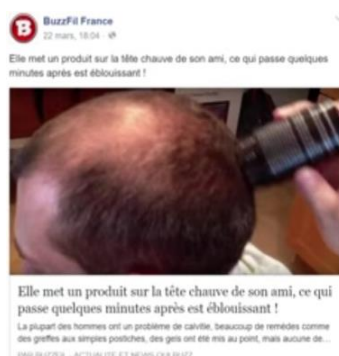 BuzzFil France
22 mars, 18:04
Elle met un produit sur la tête chauve de son ami, ce qui passe quelques
minutes après est éblouissant !
Elle met un produit sur la tête chauve de son ami, ce qui
passe quelques minutes après est éblouissant !
La plupart des hommes ont un problème de calvitie, beaucoup de remèdes comme
des greffes aux simples postiches, des gels ont été mis au point, mais aucune de...